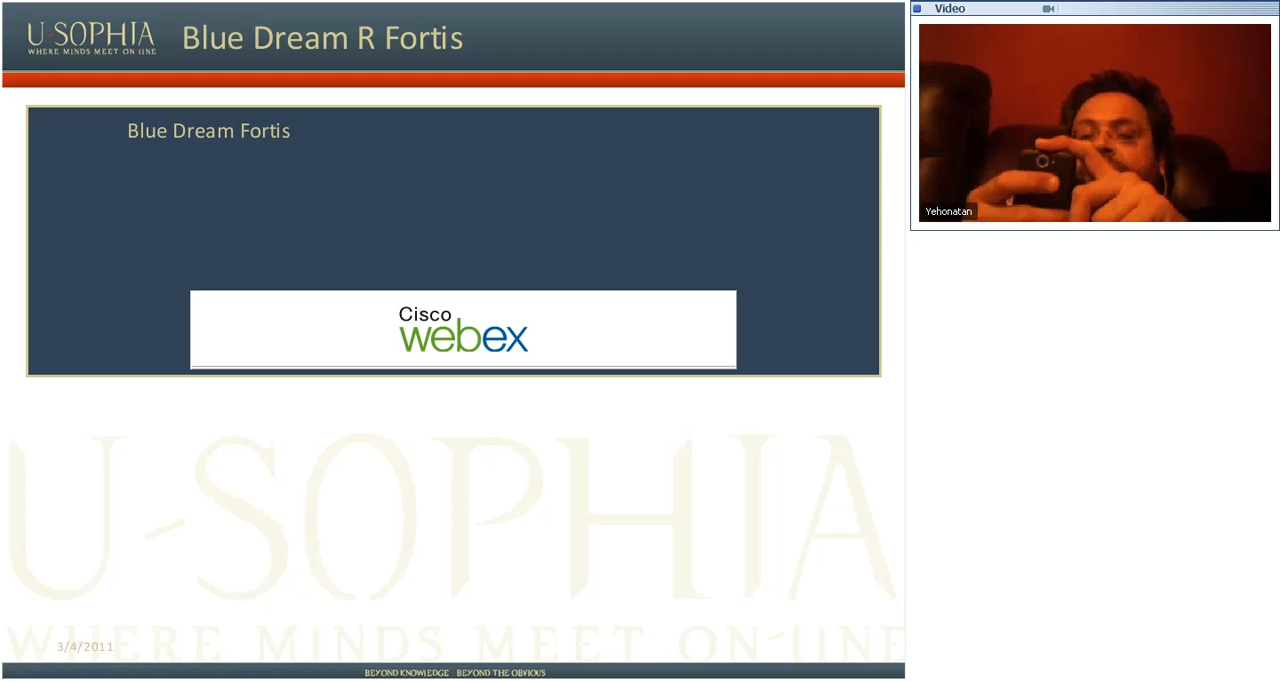 U-SOPHIA
WHERE MINDS MEET ON-LINE
Blue Dream R Fortis
Blue Dream Fortis
Cisco
webex
U-SOPHIA
WHERE MINDS MEET ON-LINE
3/4/2011
BEYOND KNOWLEDGE BEYOND THE OBVIOUS
Video
Yehonatan